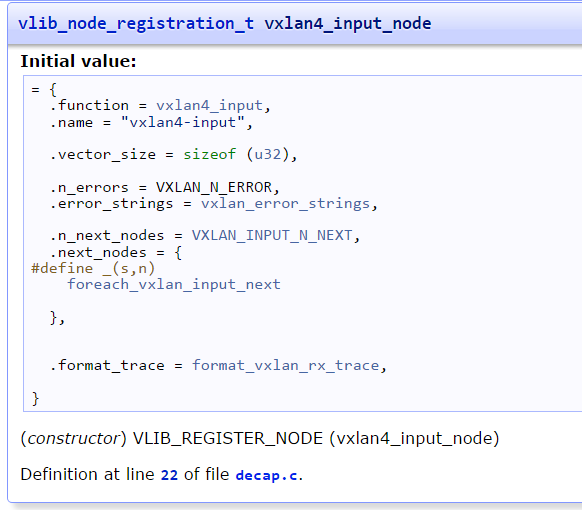 vlib_node_registration_t vxlan4_input_node
Initial value:
= {
.function = vxlan4_input,
.name = "vxlan4-input",
.vector_size = sizeof (u32),
.n_errors = VXLAN_N_ERROR,
.error_strings = vxlan_error_strings,
.n_next_nodes = VXLAN_INPUT_N_NEXT,
.next_nodes = {
#define _(s,n)
foreach_vxlan_input_next
},
.format_trace = format_vxlan_rx_trace,
}
(constructor) VLIB_REGISTER_NODE (vxlan4_input_node)
Definition at line 22 of file decap.c.